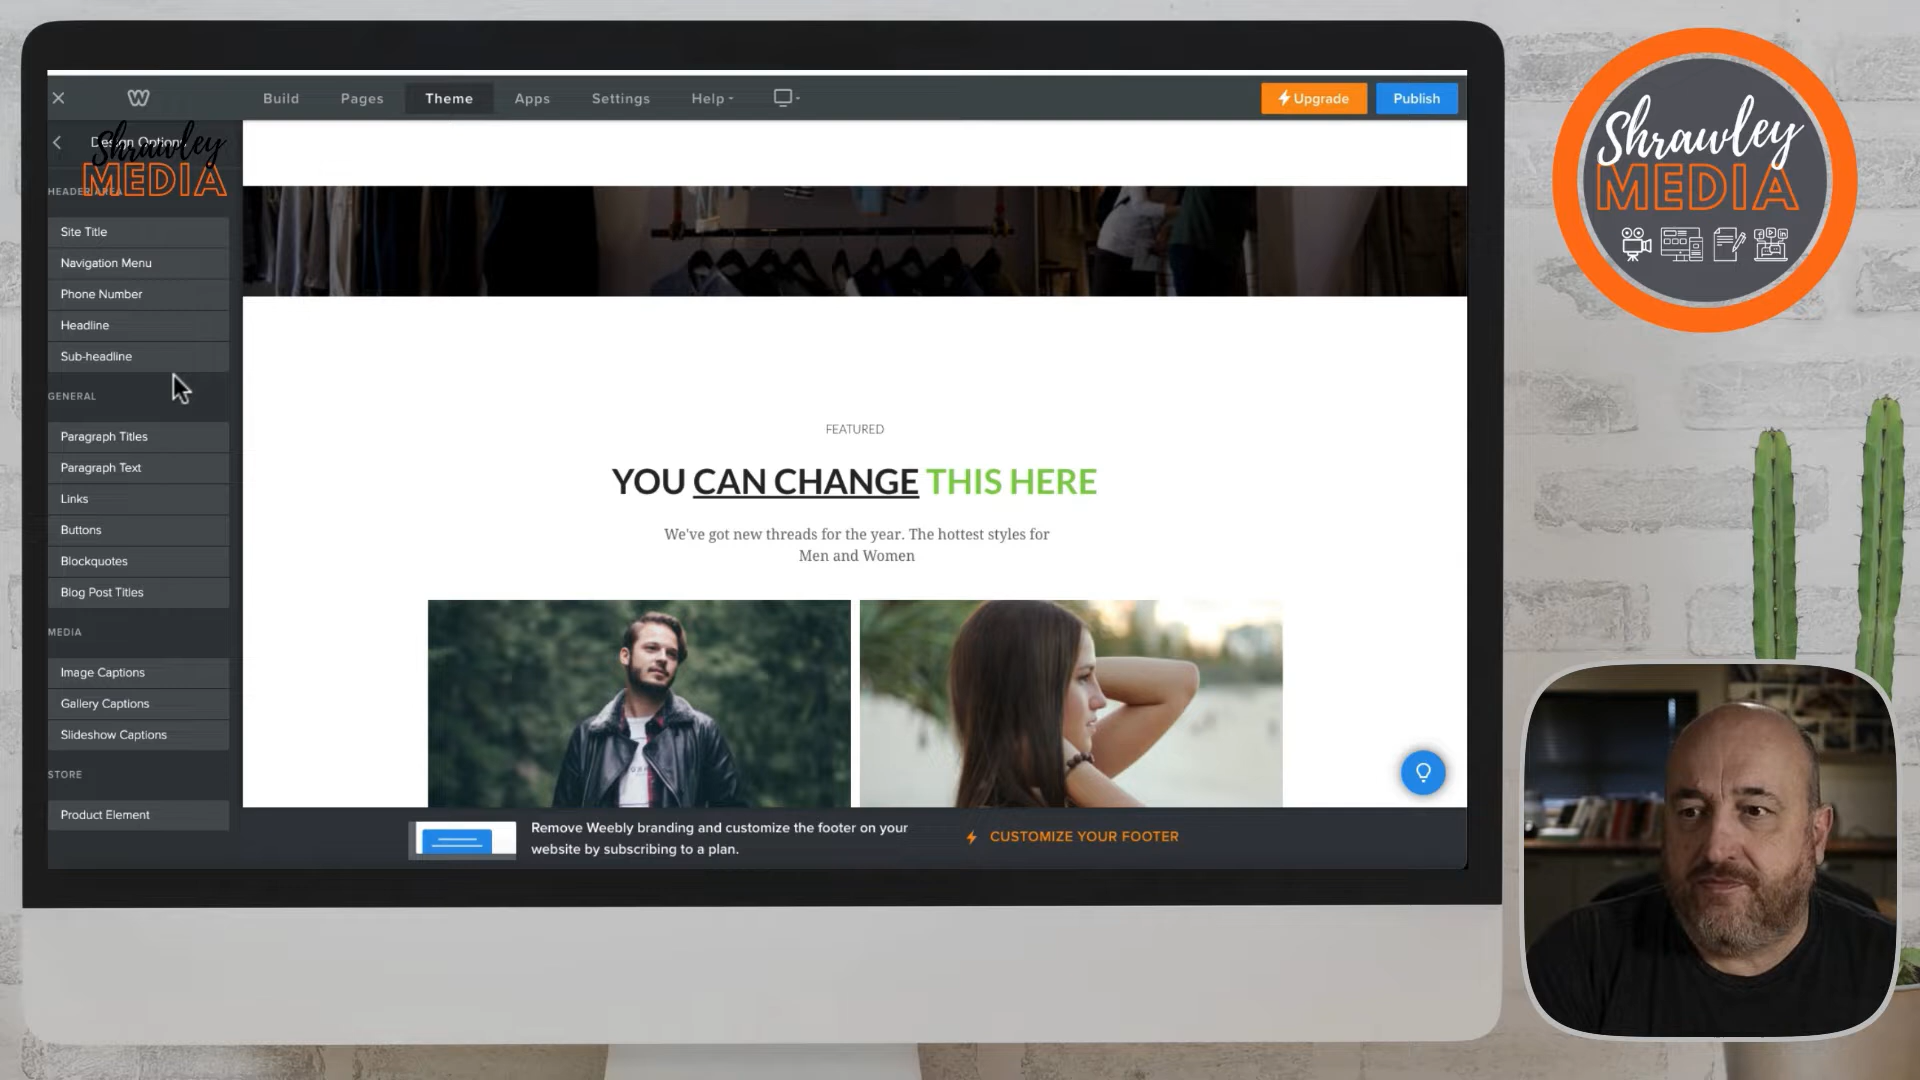 Build
Pages
Theme
Apps
Settings
Help
Upgrade
Publish
Design Options
Shrawley
MEDIA
HEADER AREA
Site Title
Navigation Menu
Phone Number
Headline
Sub-headline
GENERAL
Paragraph Titles
Paragraph Text
Links
Buttons
Blockquotes
Blog Post Titles
MEDIA
Image Captions
Gallery Captions
Slideshow Captions
STORE
Product Element
FEATURED
YOU CAN CHANGE THIS HERE
We've got new threads for the year. The hottest styles for
Men and Women
Remove Weebly branding and customize the footer on your
website by subscribing to a plan.
CUSTOMIZE YOUR FOOTER
Shrawley
MEDIA